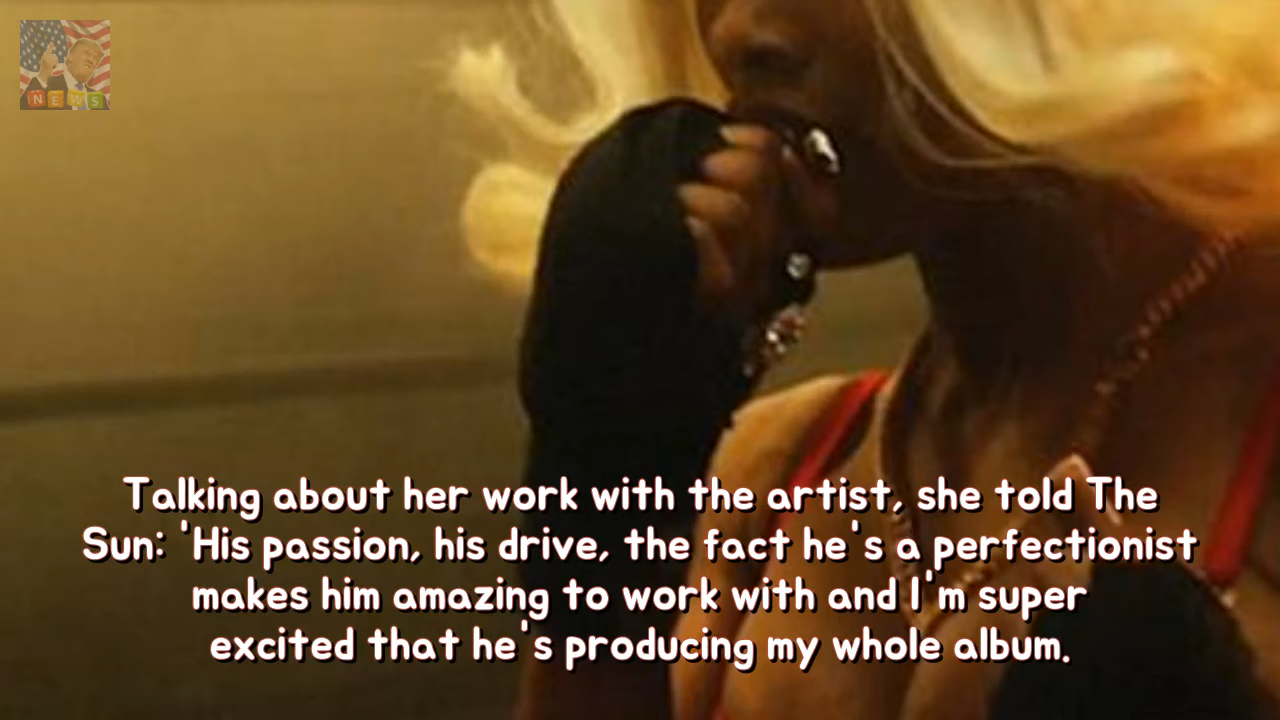 NEWS
Talking about her work with the artist, she told The
Sun: 'His passion, his drive, the fact he's a perfectionist
makes him amazing to work with and I'm super
excited that he's producing my whole album.